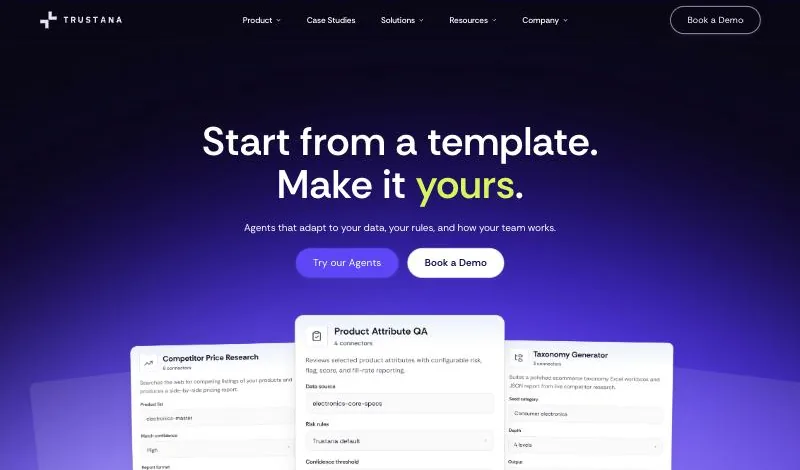 TRUSTANA
Product
Case Studies
Solutions
Resources
Company
Book a Demo
Start from a template.
Make it yours.
Agents that adapt to your data, your rules, and how your team works.
Try our Agents
Book a Demo
Competitor Price Research
6 connectors
Searches the web for competing listings of your products and
produces a side-by-side pricing report.
Product list
electronics-master
Match confidence
High
Report format
Product Attribute QA
4 connectors
Reviews selected product attributes with configurable risk,
flag, score, and fill-rate reporting.
Data source
electronics-core-specs
Risk rules
Trustana default
Confidence threshold
Taxonomy Generator
connectors
Builds a polished ecommerce taxonomy Excel workbook and
JSON report from live competitor research.
Seed category
Consumer electronics
Depth
4 levels
Output